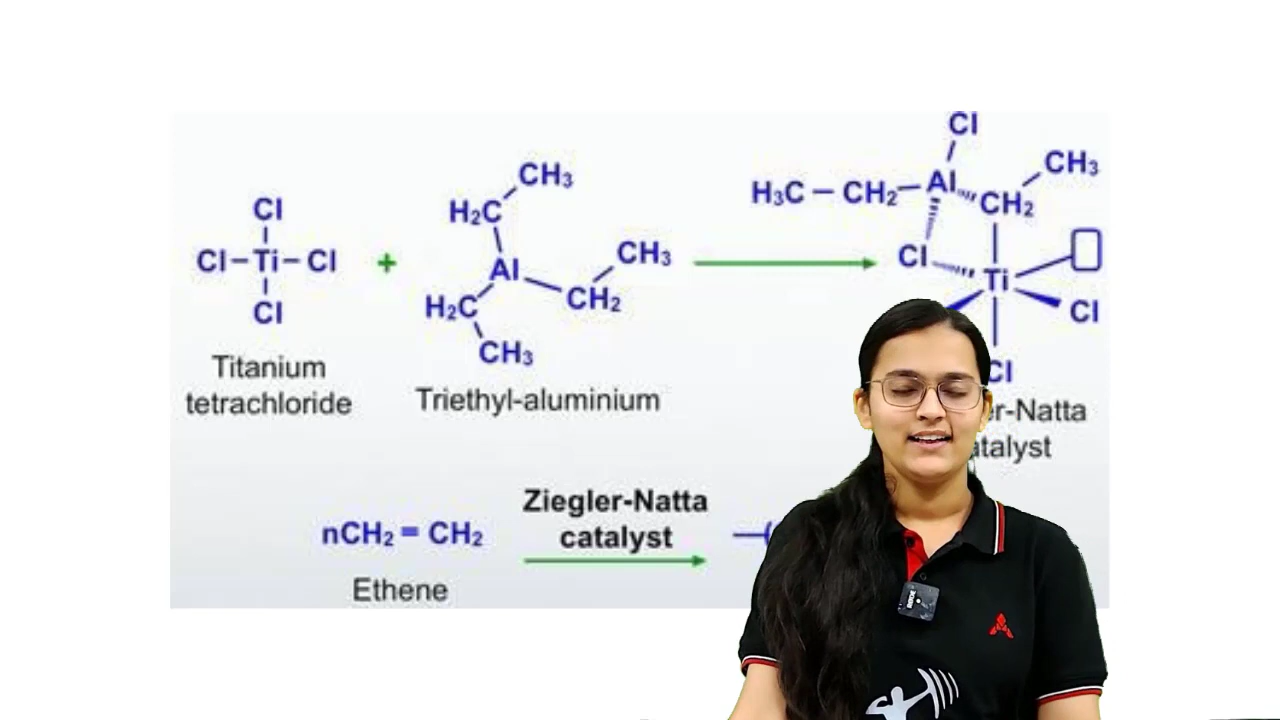 Cl
Cl–Ti–Cl
Cl
Titanium
tetrachloride
+
CH₃
H₂C
Al
CH₃
CH₂
H₂C
CH₃
Triethyl-aluminium
Cl
H₃C – CH₂ – Al
CH₃
CH₂
Cl
Ti
Cl
Cl
nCH₂ = CH₂
Ethene
Ziegler-Natta
catalyst